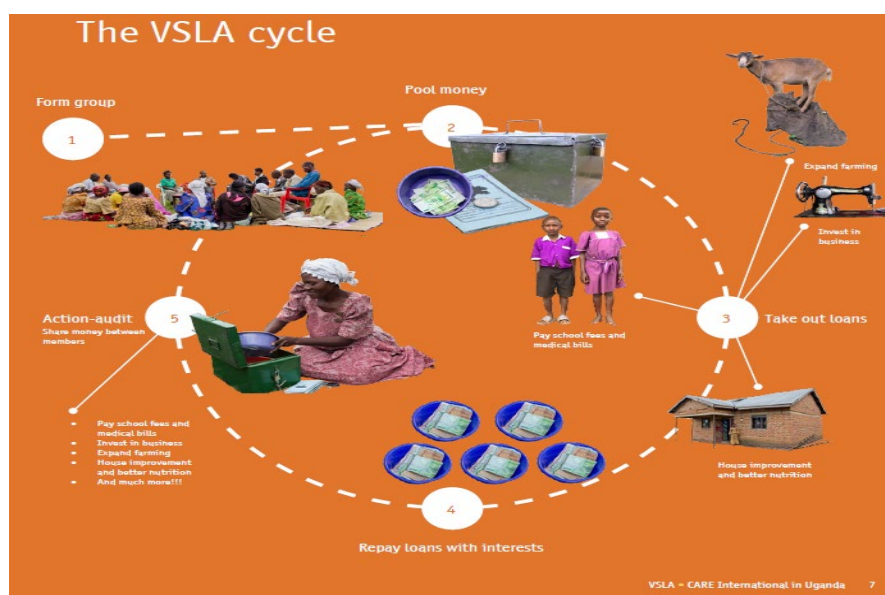 The VSLA cycle
Form group
1
Pool money
2
Expand farming
Invest in
business
Pay school fees and
medical bills
3
Take out loans
House improvement
and better nutrition
4
Repay loans with interests
Action-audit
5
Share money between
members
• Pay school fees and
medical bills
• Invest in business
• Expand farming
• House improvement
and better nutrition
• And much more!!!
VSLA • CARE International in Uganda 7